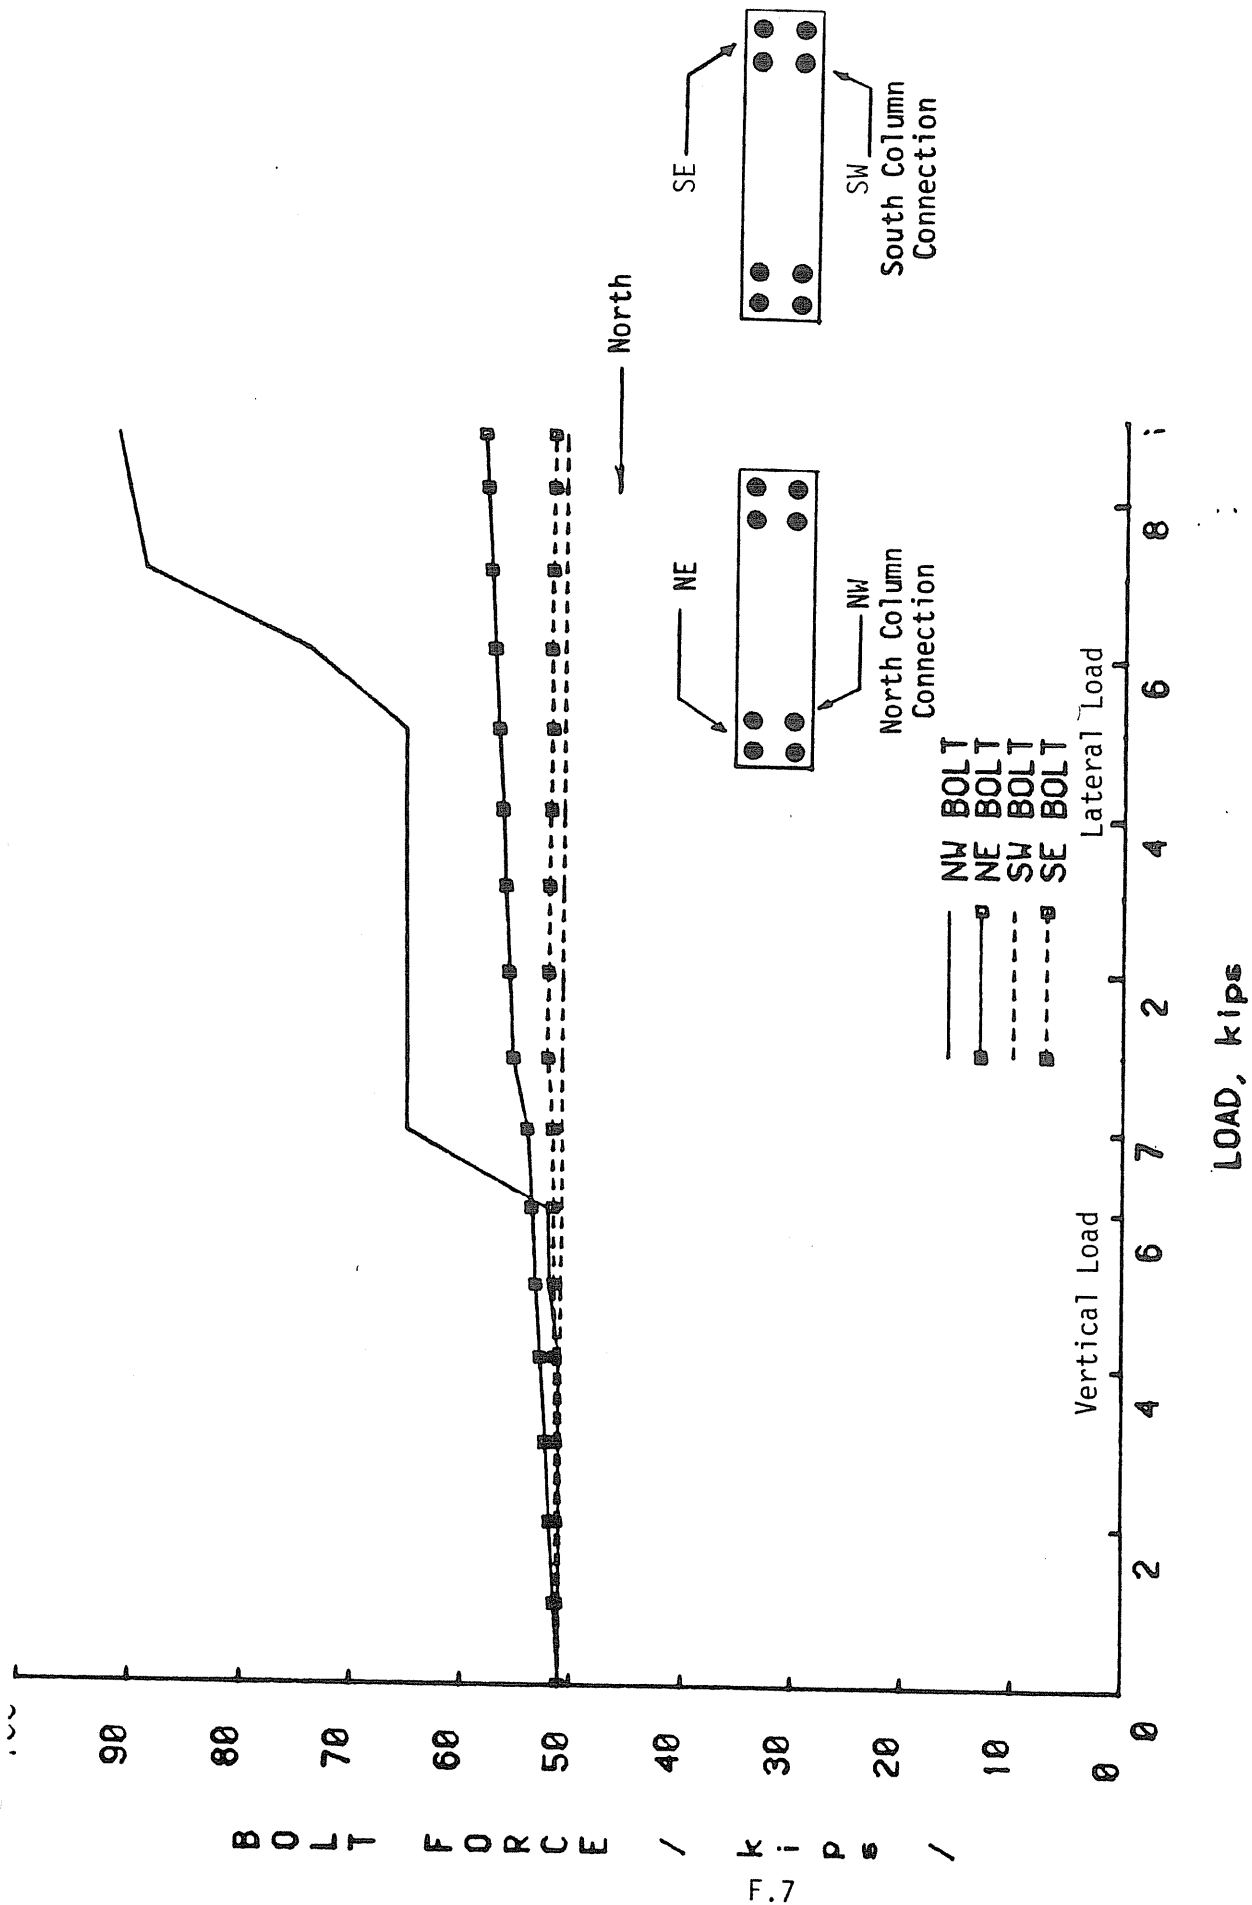 BOLT FORCE / kips /
90
80
70
60
50
40
30
20
10
0
0
2
4
6
7
2
4
6
8
Vertical Load
Lateral Load
LOAD, kips
NW BOLT
NE BOLT
SW BOLT
SE BOLT
North
NE
NW
North Column
Connection
SE
SW
South Column
Connection
F.7